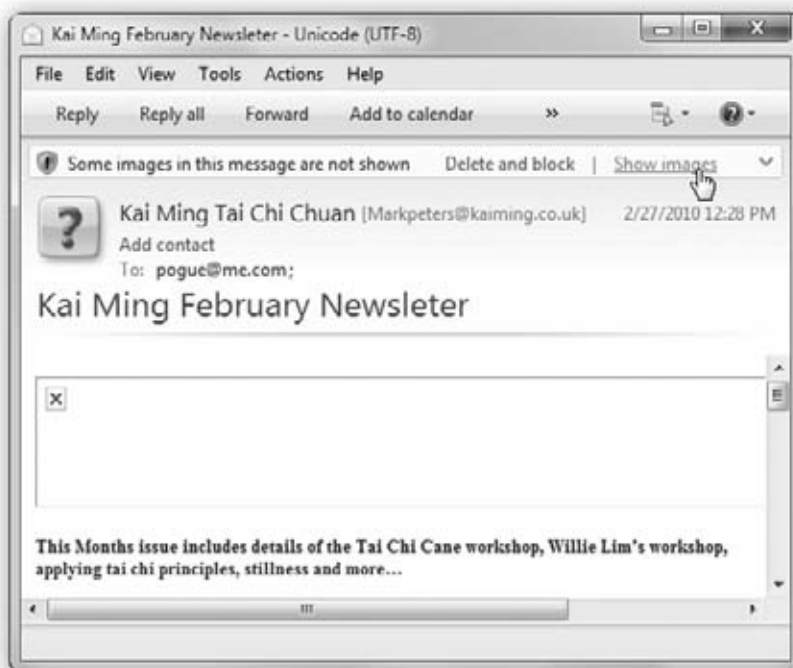 Kai Ming February Newsleter - Unicode (UTF-8)
File Edit View Tools Actions Help
Reply Reply all Forward Add to calendar »
Some images in this message are not shown Delete and block | Show images
Kai Ming Tai Chi Chuan [Markpeters@kaiming.co.uk] 2/27/2010 12:28 PM
Add contact
To: pogue@me.com;
Kai Ming February Newsleter
This Months issue includes details of the Tai Chi Cane workshop, Willie Lim's workshop,
applying tai chi principles, stillness and more...